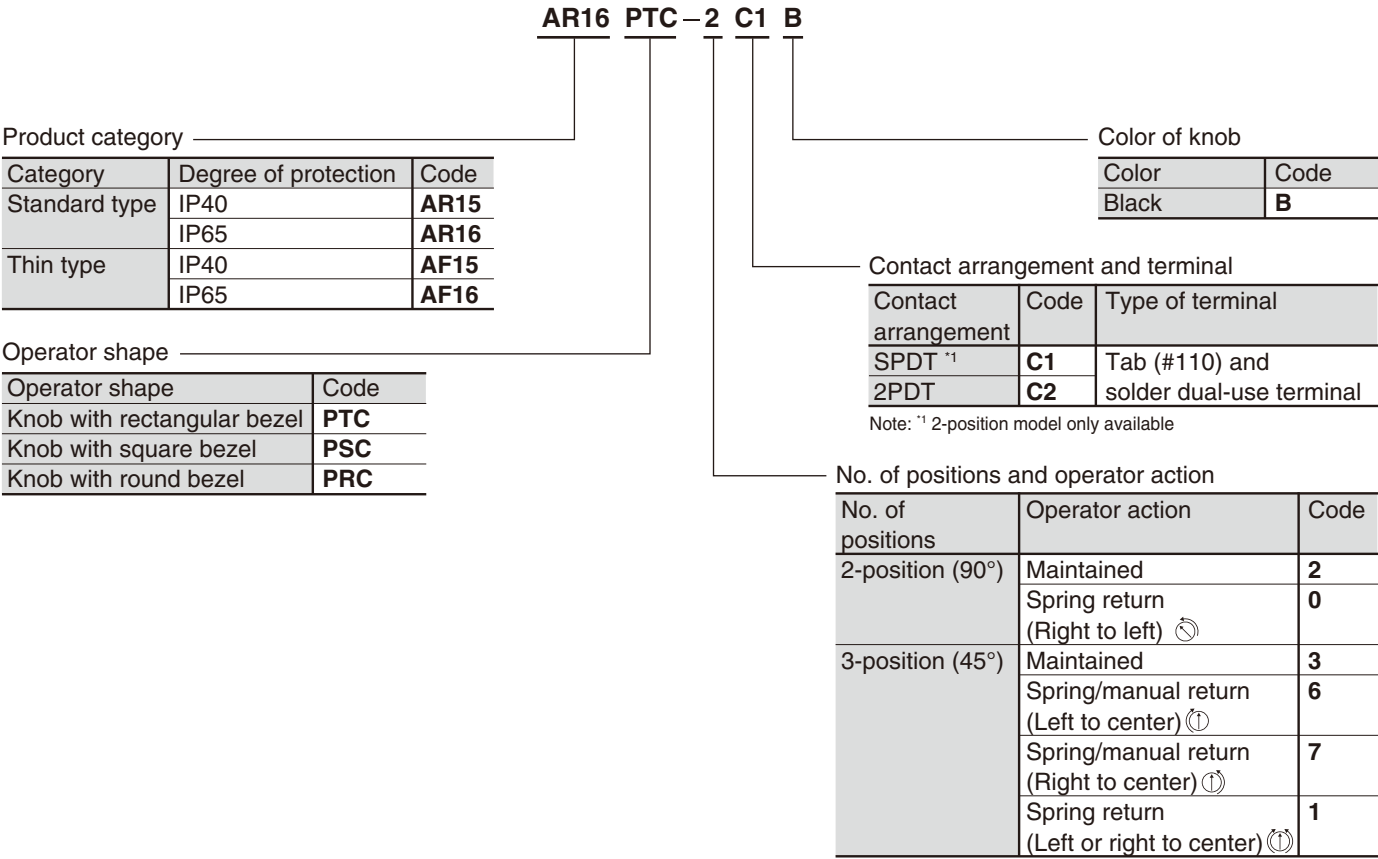 AR16 PTC–2 C1 B
Product category
Category Degree of protection Code
Standard type IP40 AR15
IP65 AR16
Thin type IP40 AF15
IP65 AF16
Operator shape
Operator shape Code
Knob with rectangular bezel PTC
Knob with square bezel PSC
Knob with round bezel PRC
Color of knob
Color Code
Black B
Contact arrangement and terminal
Contact Code Type of terminal
arrangement
SPDT *1 C1 Tab (#110) and
2PDT C2 solder dual-use terminal
Note: *1 2-position model only available
No. of positions and operator action
No. of Operator action Code
positions
2-position (90°) Maintained 2
Spring return 0
(Right to left)
3-position (45°) Maintained 3
Spring/manual return 6
(Left to center)
Spring/manual return 7
(Right to center)
Spring return 1
(Left or right to center)